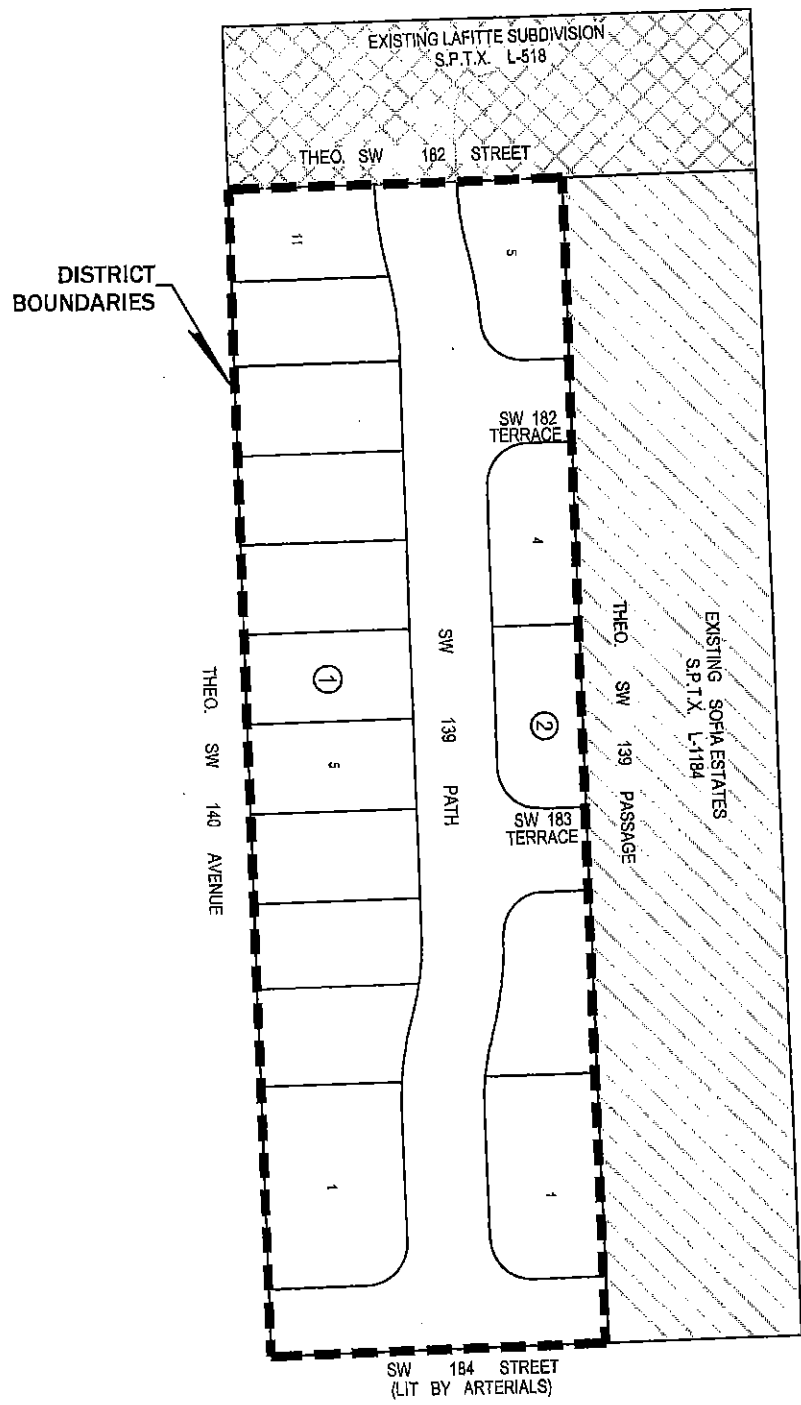 EXISTING LAFITTE SUBDIVISION
S.P.T.X. L-518
THEO. SW 182 STREET
11
5
DISTRICT
BOUNDARIES
SW 182
TERRACE
4
THEO. SW 139 PASSAGE
EXISTING SOFIA ESTATES
S.P.T.X. L-1184
SW 139 PATH
1
2
THEO. SW 140 AVENUE
5
SW 183
TERRACE
1
1
SW 184 STREET
(LIT BY ARTERIALS)